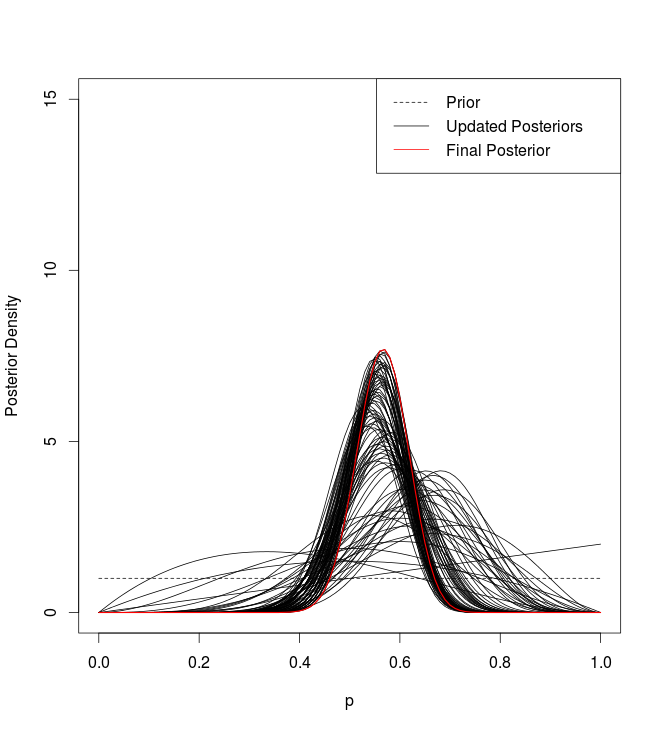 15
Prior
Updated Posteriors
Final Posterior
10
Posterior Density
5
0
0.0 0.2 0.4 0.6 0.8 1.0
p